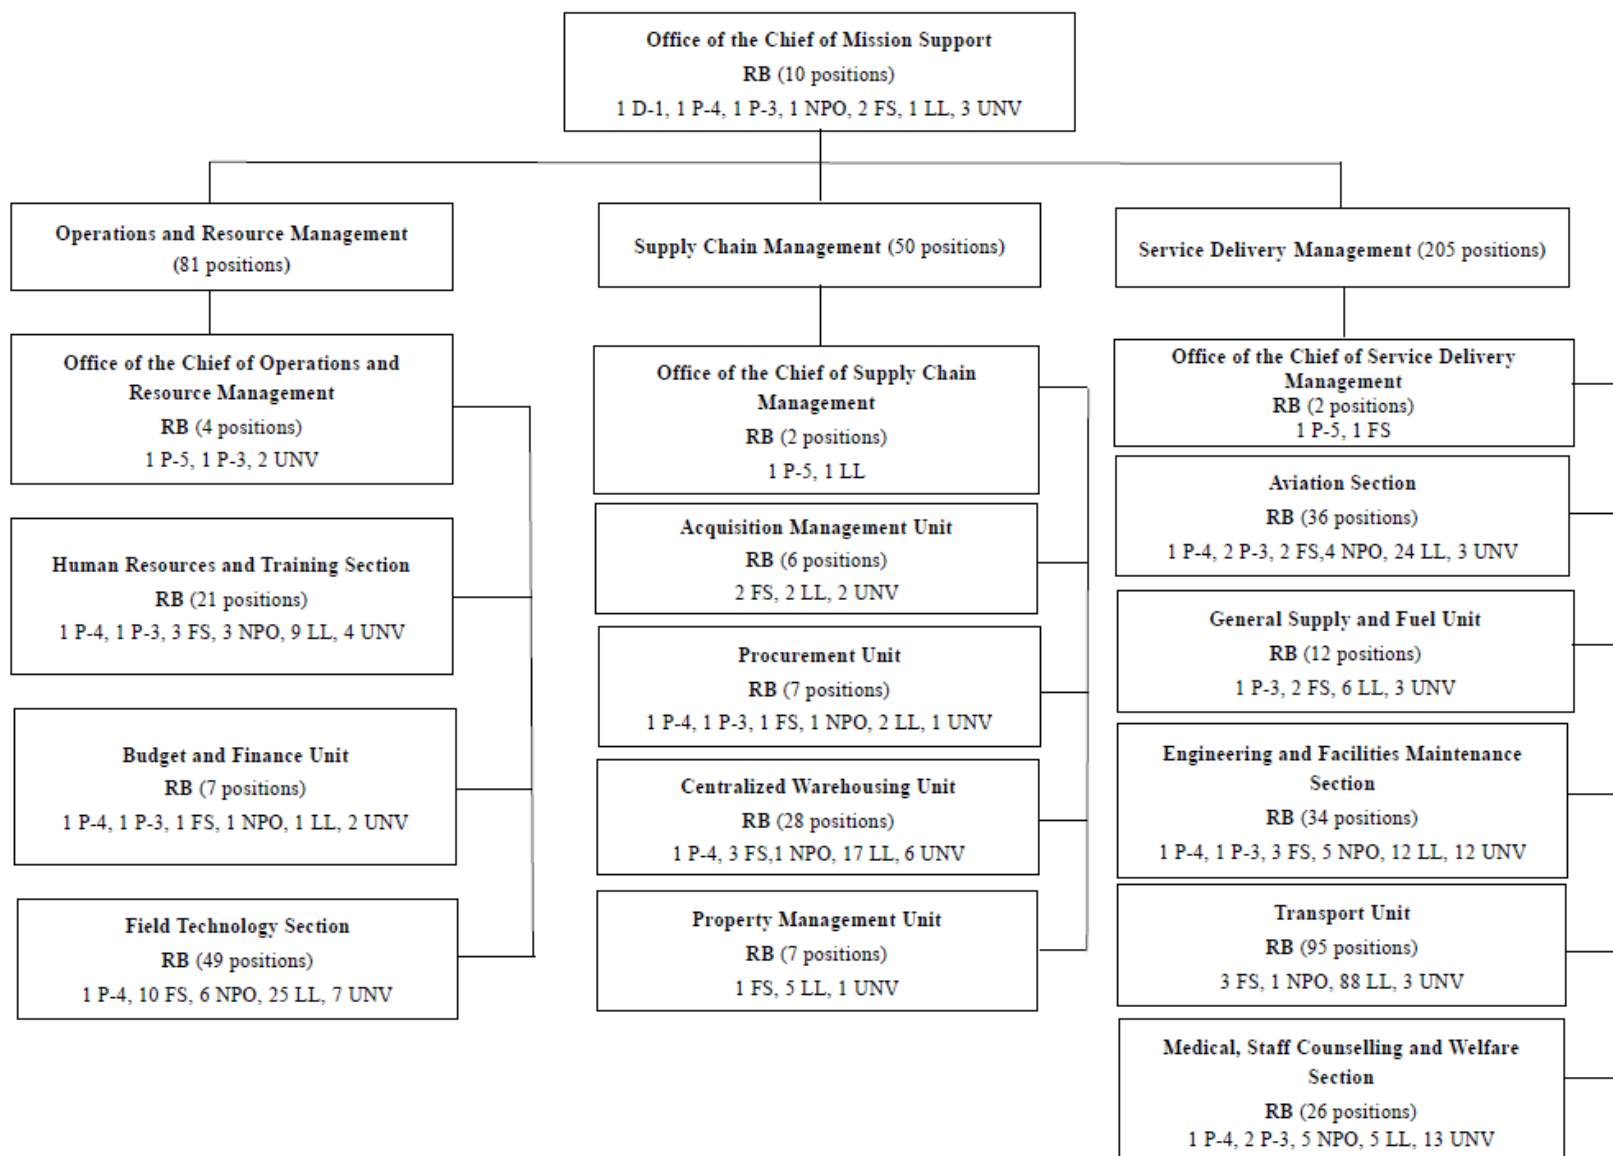 Office of the Chief of Mission Support
RB (10 positions)
1 D-1, 1 P-4, 1 P-3, 1 NPO, 2 FS, 1 LL, 3 UNV
Operations and Resource Management
(81 positions)
Supply Chain Management (50 positions)
Service Delivery Management (205 positions)
Office of the Chief of Operations and
Resource Management
RB (4 positions)
1 P-5, 1 P-3, 2 UNV
Human Resources and Training Section
RB (21 positions)
1 P-4, 1 P-3, 3 FS, 3 NPO, 9 LL, 4 UNV
Budget and Finance Unit
RB (7 positions)
1 P-4, 1 P-3, 1 FS, 1 NPO, 1 LL, 2 UNV
Field Technology Section
RB (49 positions)
1 P-4, 10 FS, 6 NPO, 25 LL, 7 UNV
Office of the Chief of Supply Chain
Management
RB (2 positions)
1 P-5, 1 LL
Acquisition Management Unit
RB (6 positions)
2 FS, 2 LL, 2 UNV
Procurement Unit
RB (7 positions)
1 P-4, 1 P-3, 1 FS, 1 NPO, 2 LL, 1 UNV
Centralized Warehousing Unit
RB (28 positions)
1 P-4, 3 FS,1 NPO, 17 LL, 6 UNV
Property Management Unit
RB (7 positions)
1 FS, 5 LL, 1 UNV
Office of the Chief of Service Delivery
Management
RB (2 positions)
1 P-5, 1 FS
Aviation Section
RB (36 positions)
1 P-4, 2 P-3, 2 FS,4 NPO, 24 LL, 3 UNV
General Supply and Fuel Unit
RB (12 positions)
1 P-3, 2 FS, 6 LL, 3 UNV
Engineering and Facilities Maintenance
Section
RB (34 positions)
1 P-4, 1 P-3, 3 FS, 5 NPO, 12 LL, 12 UNV
Transport Unit
RB (95 positions)
3 FS, 1 NPO, 88 LL, 3 UNV
Medical, Staff Counselling and Welfare
Section
RB (26 positions)
1 P-4, 2 P-3, 5 NPO, 5 LL, 13 UNV